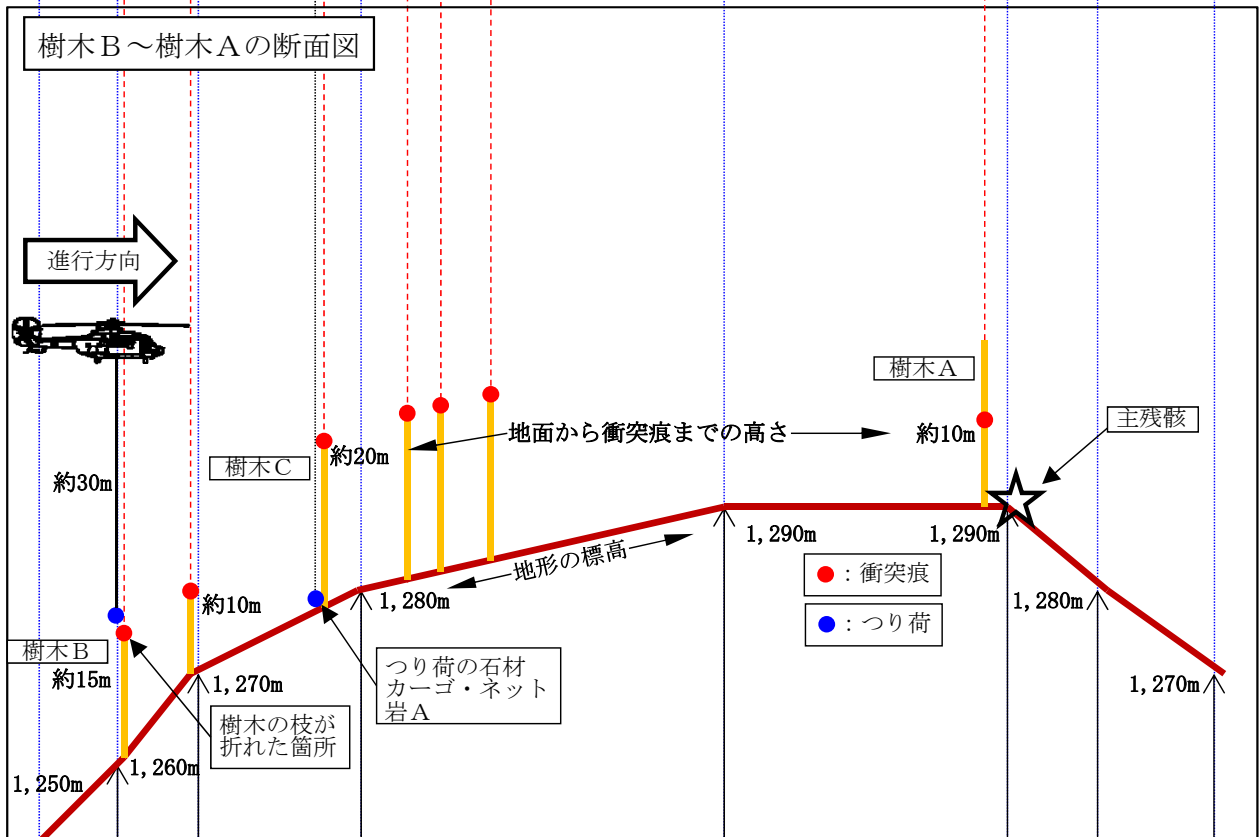 樹木Ｂ～樹木Ａの断面図
進行方向
樹木Ａ
主残骸
約10m
地面から衝突痕までの高さ
約20m
樹木Ｃ
約30m
1,290m
1,290m
地形の標高
：衝突痕
：つり荷
1,280m
1,280m
約10m
樹木Ｂ
約15m
つり荷の石材
カーゴ・ネット
岩Ａ
1,270m
1,270m
樹木の枝が
折れた箇所
1,260m
1,250m